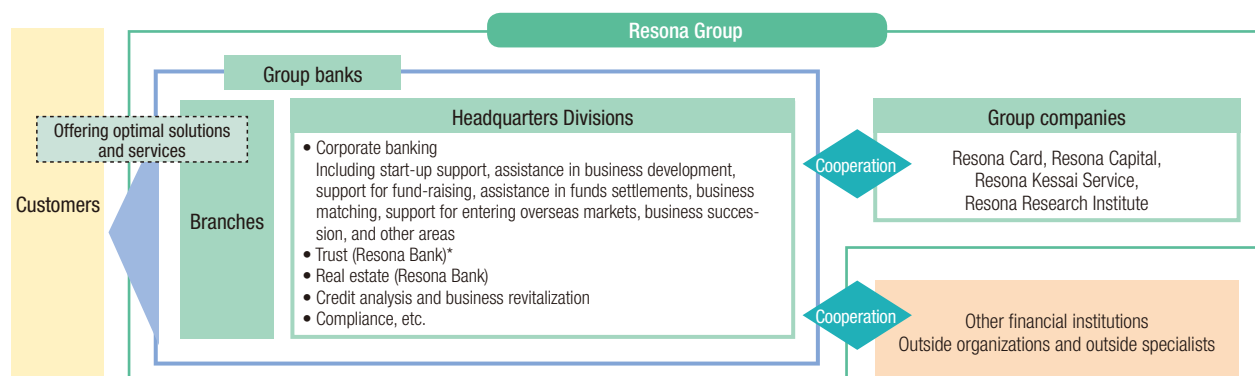 Resona Group
Group banks
Customers
Offering optimal solutions
and services
Branches
Headquarters Divisions
• Corporate banking
Including start-up support, assistance in business development,
support for fund-raising, assistance in funds settlements, business
matching, support for entering overseas markets, business succes-
sion, and other areas
• Trust (Resona Bank)*
• Real estate (Resona Bank)
• Credit analysis and business revitalization
• Compliance, etc.
Cooperation
Group companies
Resona Card, Resona Capital,
Resona Kessai Service,
Resona Research Institute
Cooperation
Other financial institutions
Outside organizations and outside specialists